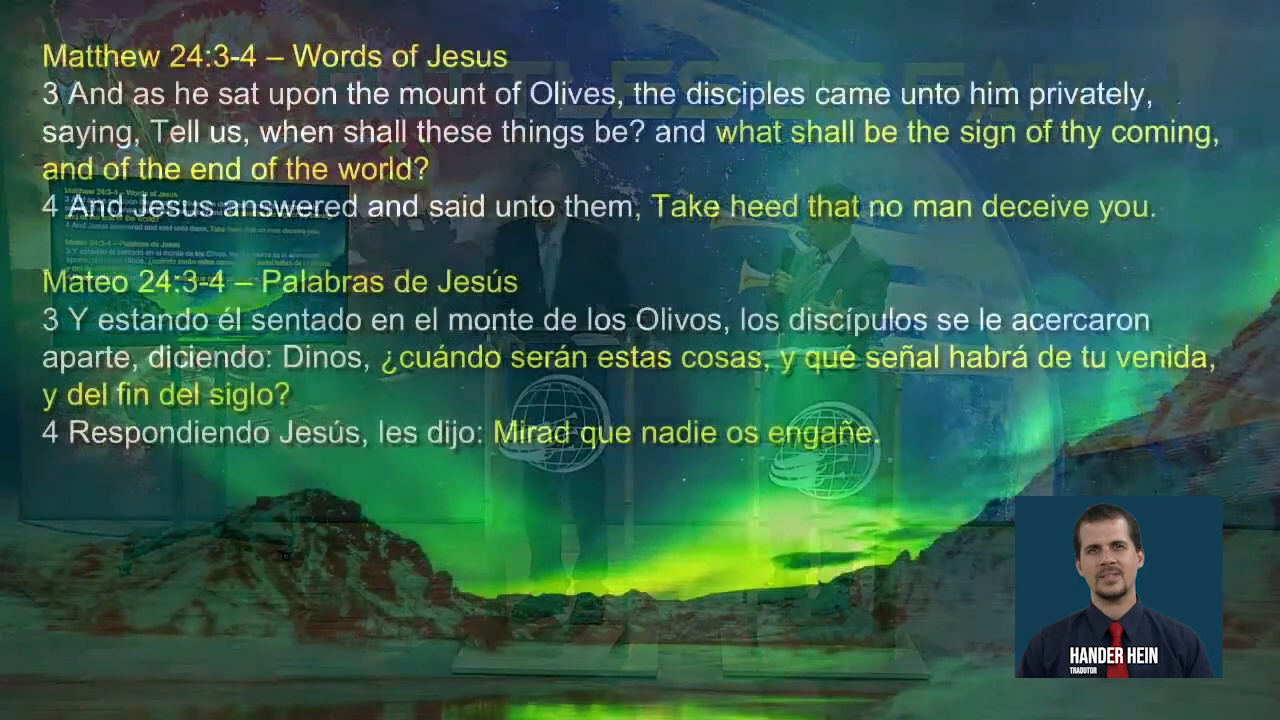 BATTLES OF FAITH
Matthew 24:3-4 – Words of Jesus
3 And as he sat upon the mount of Olives, the disciples came unto him privately,
saying, Tell us, when shall these things be? and what shall be the sign of thy coming,
and of the end of the world?
4 And Jesus answered and said unto them, Take heed that no man deceive you.
Mateo 24:3-4 – Palabras de Jesús
3 Y estando él sentado en el monte de los Olivos, los discípulos se le acercaron
aparte, diciendo: Dinos, ¿cuándo serán estas cosas, y qué señal habrá de tu venida,
y del fin del siglo?
4 Respondiendo Jesús, les dijo: Mirad que nadie os engañe.
HANDER HEIN
TRADUTOR